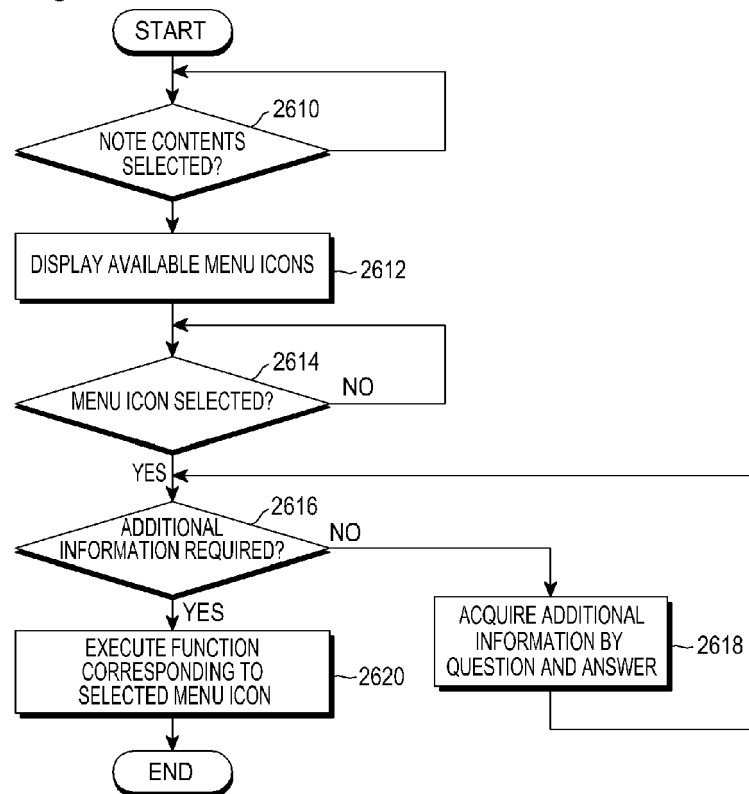 START
2610
NOTE CONTENTS
SELECTED?
DISPLAY AVAILABLE MENU ICONS
2612
2614
MENU ICON SELECTED?
NO
YES
2616
ADDITIONAL
INFORMATION REQUIRED?
NO
YES
EXECUTE FUNCTION
CORRESPONDING TO
SELECTED MENU ICON
2620
ACQUIRE ADDITIONAL
INFORMATION BY
QUESTION AND ANSWER
2618
END